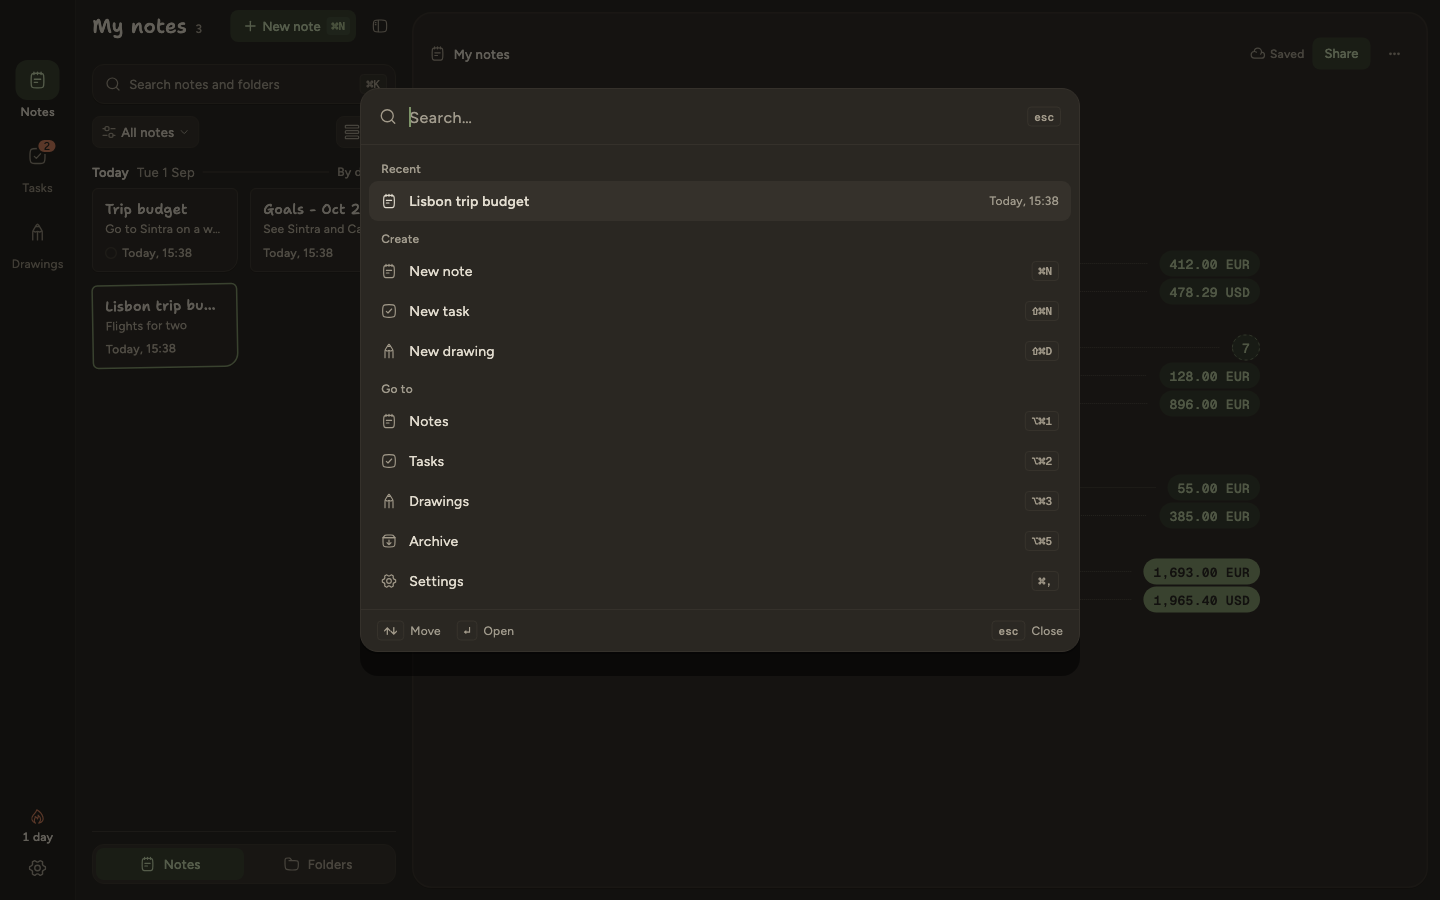 My notes 3
+ New note ⌘N
Notes
2
Tasks
Drawings
1 day
Search notes and folders ⌘K
All notes
Today Tue 1 Sep
Trip budget
Go to Sintra on a w...
Today, 15:38
Goals - Oct 2
Today, 15:38
Lisbon trip bu...
Flights for two
Today, 15:38
Notes
Folders
My notes
Saved
Share
Search...
esc
Recent
Lisbon trip budget Today, 15:38
Create
New note ⌘N
New task ⇧⌘N
New drawing ⇧⌘D
Go to
Notes ⌥⌘1
Tasks ⌥⌘2
Drawings ⌥⌘3
Archive ⌥⌘5
Settings ⌘,
↑↓ Move ↵ Open esc Close
412.00 EUR
478.29 USD
7
128.00 EUR
896.00 EUR
55.00 EUR
385.00 EUR
1,693.00 EUR
1,965.40 USD